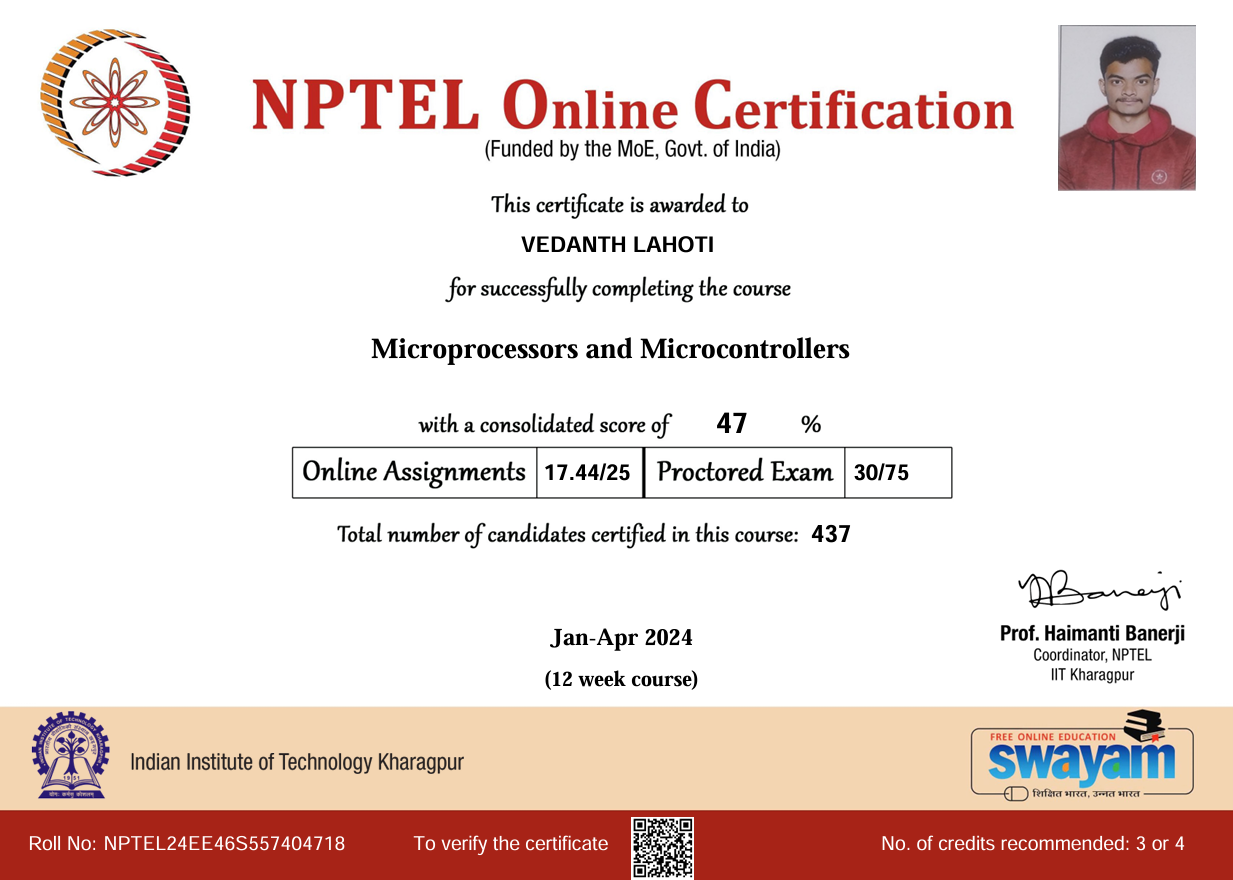 NPTEL Online Certification
(Funded by the MoE, Govt. of India)
This certificate is awarded to
VEDANTH LAHOTI
for successfully completing the course
Microprocessors and Microcontrollers
with a consolidated score of 47 %
Online Assignments 17.44/25 Proctored Exam 30/75
Total number of candidates certified in this course: 437
Banerji
Prof. Haimanti Banerji
Coordinator, NPTEL
IIT Kharagpur
Jan-Apr 2024
(12 week course)
1951
योगः कर्मसु कौशलम्
Indian Institute of Technology Kharagpur
FREE ONLINE EDUCATION
swayam
शिक्षित भारत, उन्नत भारत
Roll No: NPTEL24EE46S557404718 To verify the certificate No. of credits recommended: 3 or 4